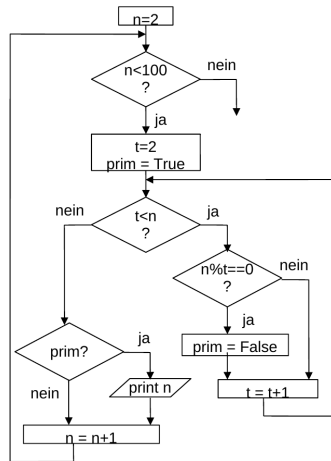 n=2
n<100
?
nein
ja
t=2
prim = True
nein
t<n
?
ja
n%t==0
?
nein
ja
prim = False
t = t+1
prim?
ja
nein
print n
n = n+1